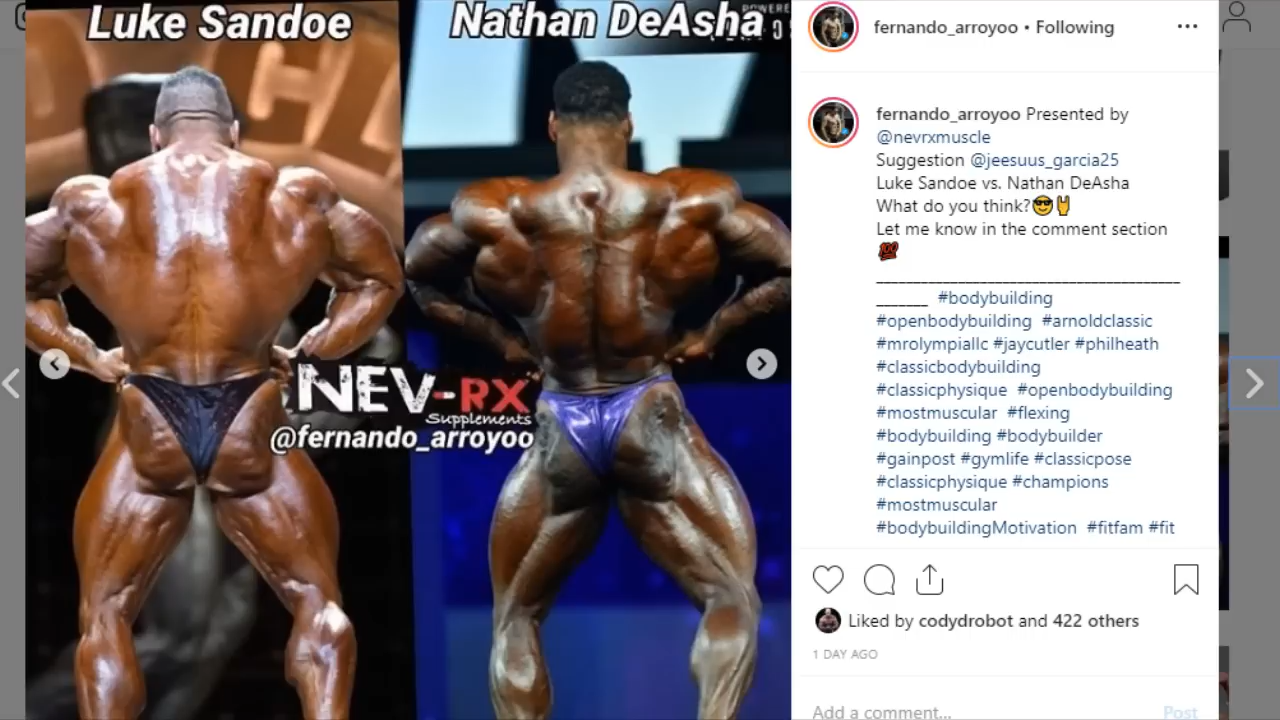 Luke Sandoe
Nathan DeAsha
POWERE
fernando_arroyoo • Following
fernando_arroyoo Presented by
@nevrxmuscle
Suggestion @jeesuus_garcia25
Luke Sandoe vs. Nathan DeAsha
What do you think?😎🤘
Let me know in the comment section
💯
_________________________________________
_______ #bodybuilding
#openbodybuilding #arnoldclassic
#mrolympiallc #jaycutler #philheath
#classicbodybuilding
#classicphysique #openbodybuilding
#mostmuscular #flexing
#bodybuilding #bodybuilder
#gainpost #gymlife #classicpose
#classicphysique #champions
#mostmuscular
#bodybuildingMotivation #fitfam #fit
NEV-RX
Supplements
@fernando_arroyoo
Liked by codydrobot and 422 others
1 DAY AGO
Add a comment... Post